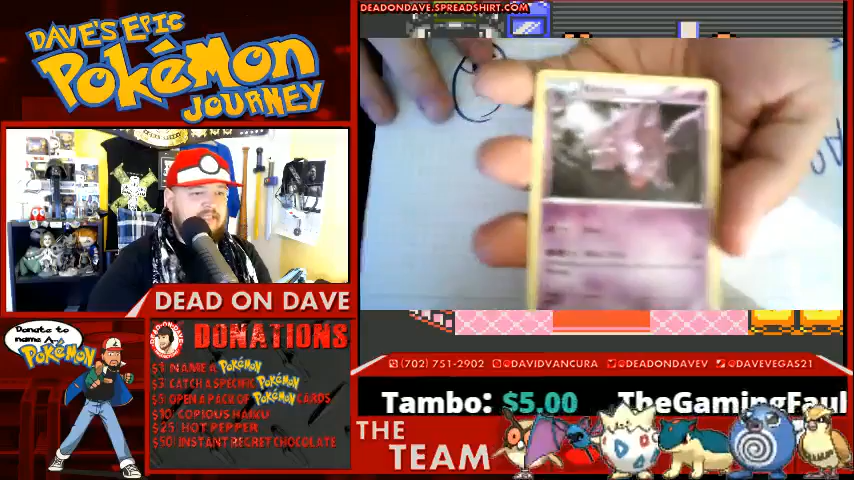 DEADONDAVE.SPREADSHIRT.COM
DAVE'S EPIC
POKéMON
JOURNEY
DEAD ON DAVE
Donate to
name A
POKéMON
DONATIONS
$1: NAME A POKéMON
$3: CATCH A SPECIFIC POKéMON
$5: OPEN A PACK OF POKéMON CARDS
$10: COPIOUS HAIKU
$25: HOT PEPPER
$50: INSTANT REGRET CHOCOLATE
(702) 751-2902 @DAVIDVANCURA @DEADONDAVEV @DAVEVEGAS21
Tambo: $5.00 TheGamingFaul
THE
TEAM